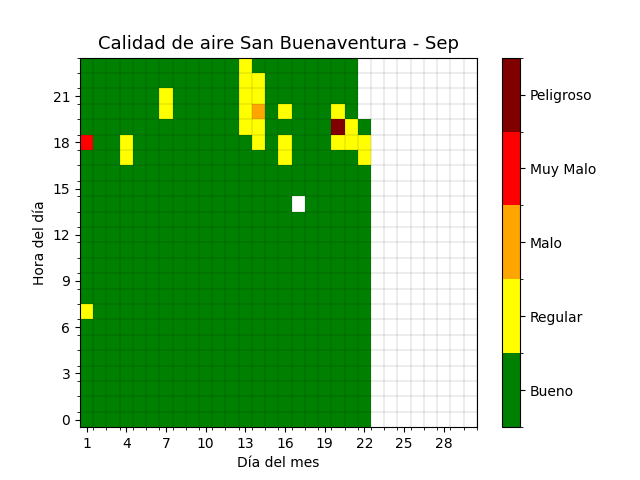 Calidad de aire San Buenaventura - Sep
21
18
15
12
9
6
3
0
Hora del día
1 4 7 10 13 16 19 22 25 28
Día del mes
Peligroso
Muy Malo
Malo
Regular
Bueno